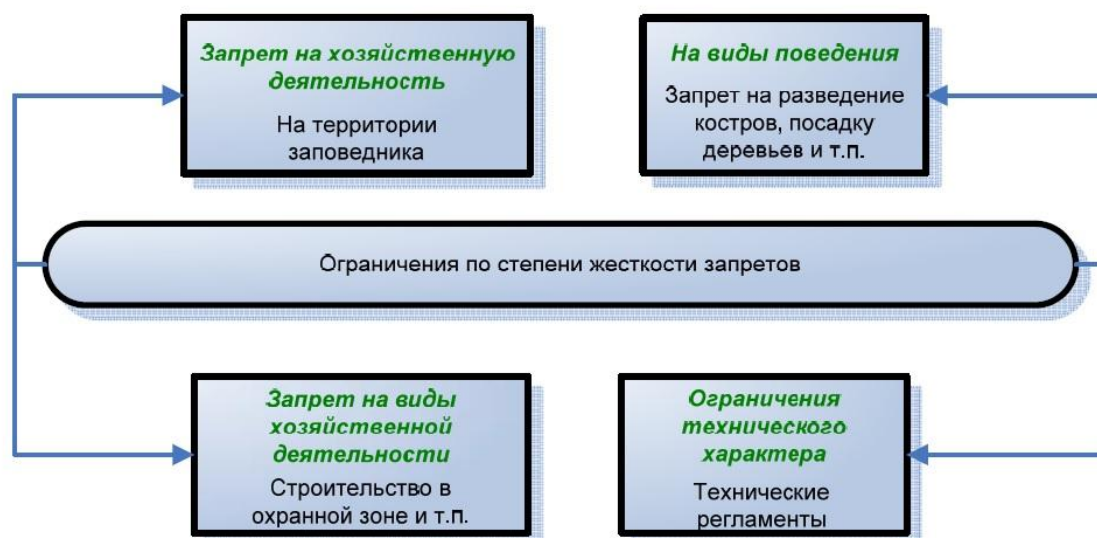 Запрет на хозяйственную
деятельность
На территории
заповедника
На виды поведения
Запрет на разведение
костров, посадку
деревьев и т.п.
Ограничения по степени жесткости запретов
Запрет на виды
хозяйственной
деятельности
Строительство в
охранной зоне и т.п.
Ограничения
технического
характера
Технические
регламенты